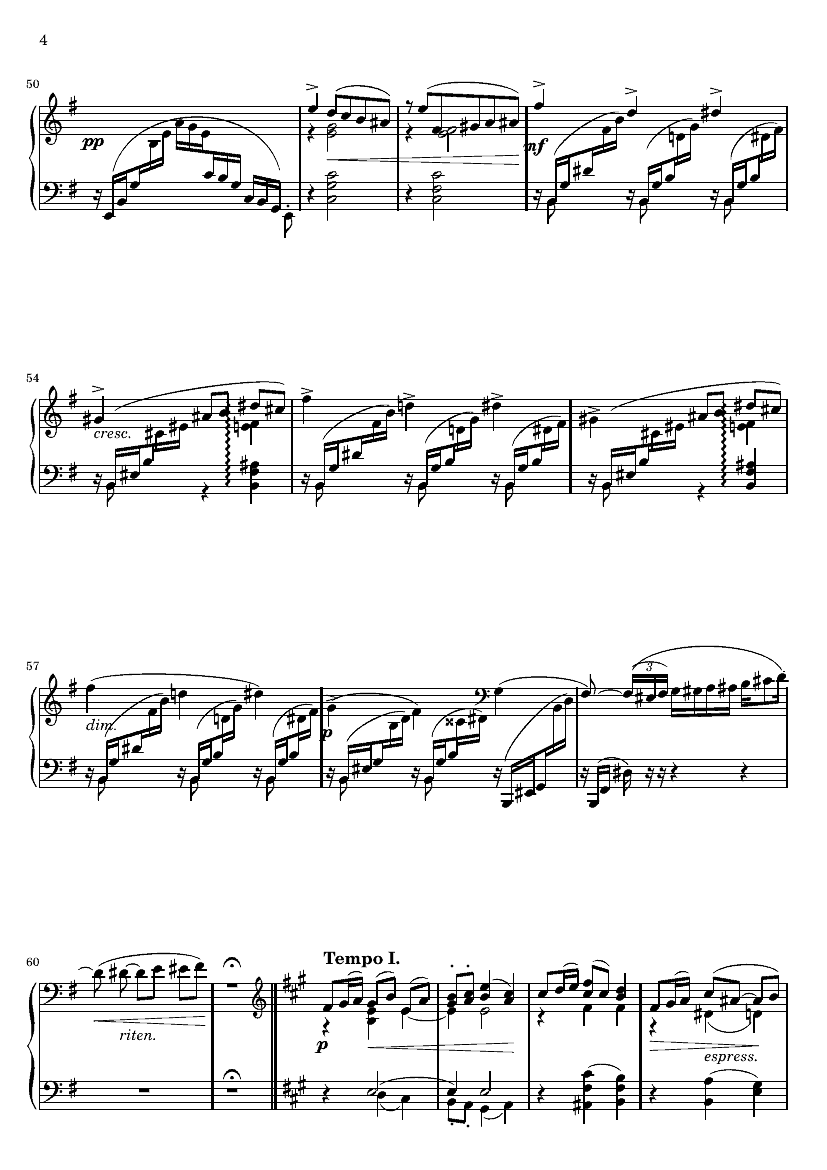 4
50
pp
mf
54
cresc.
57
dim.
p
3
60
Tempo I.
riten.
p
espress.